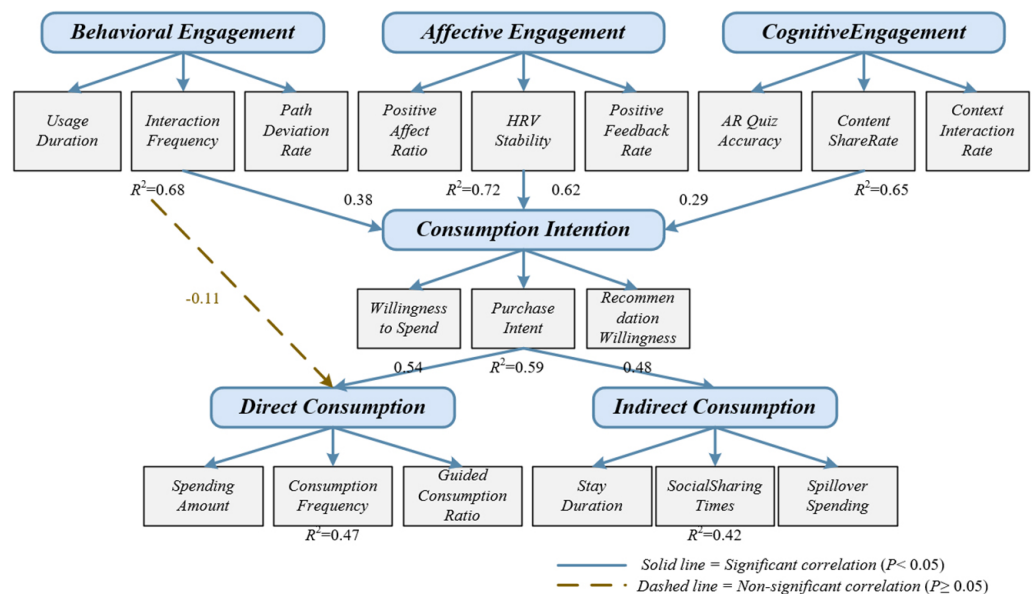 Behavioral Engagement
Affective Engagement
CognitiveEngagement
Usage
Duration
Interaction
Frequency
Path
Deviation
Rate
Positive
Affect
Ratio
HRV
Stability
Positive
Feedback
Rate
AR Quiz
Accuracy
Content
ShareRate
Context
Interaction
Rate
R²=0.68
0.38
R²=0.72
0.62
0.29
R²=0.65
Consumption Intention
-0.11
Willingness
to Spend
Purchase
Intent
Recommen
dation
Willingness
0.54
R²=0.59
0.48
Direct Consumption
Indirect Consumption
Spending
Amount
Consumption
Frequency
Guided
Consumption
Ratio
Stay
Duration
SocialSharing
Times
Spillover
Spending
R²=0.47
R²=0.42
Solid line = Significant correlation (P< 0.05)
Dashed line = Non-significant correlation (P≥ 0.05)